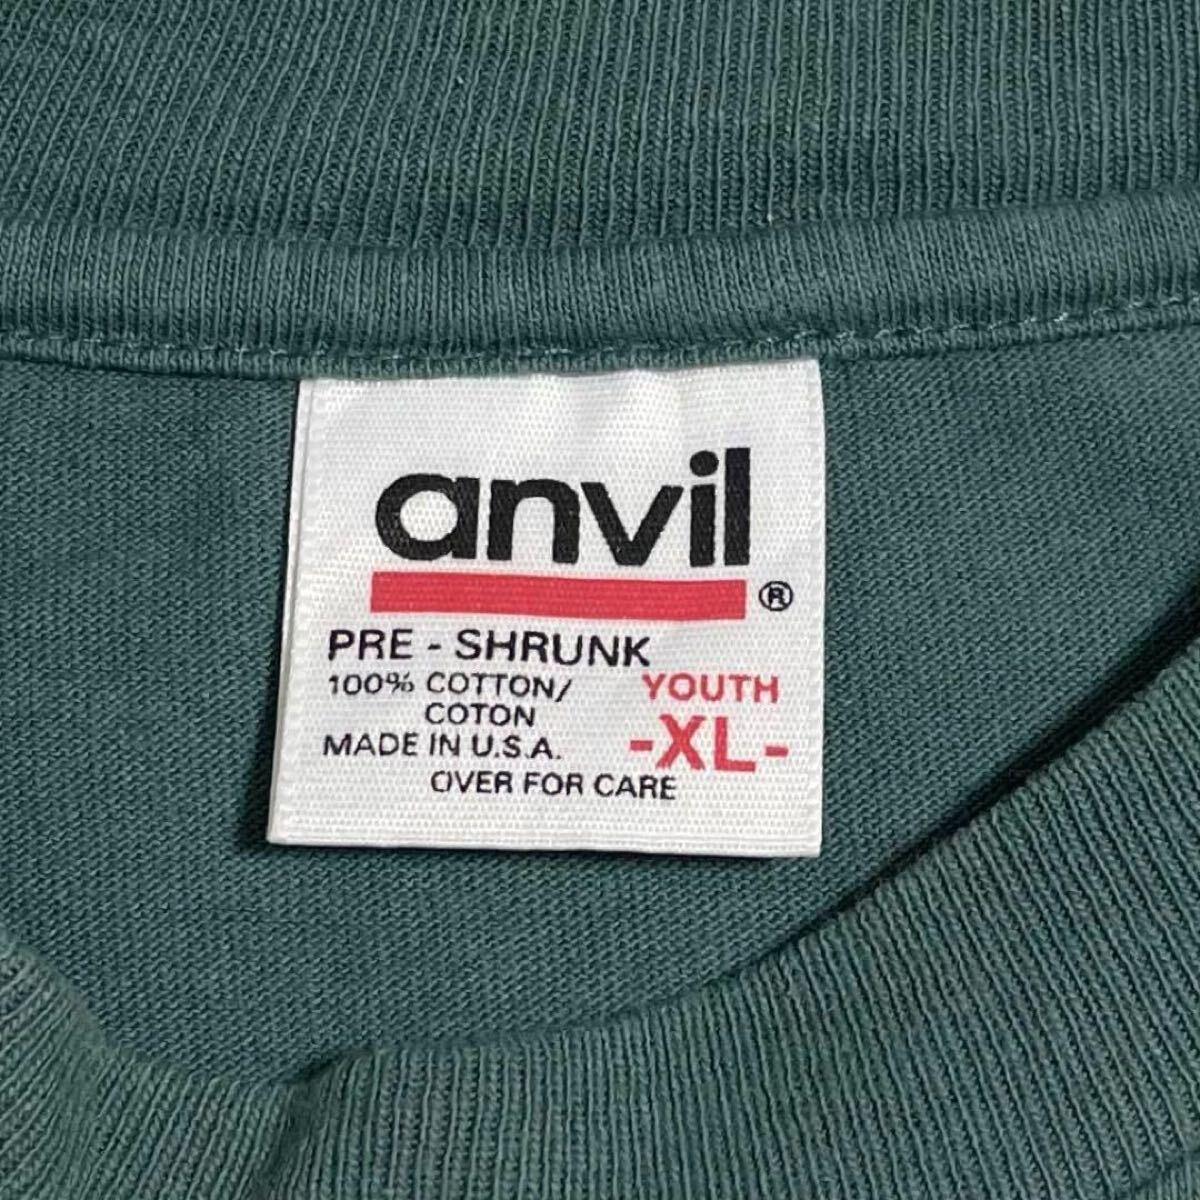 anvil®
PRE - SHRUNK
100% COTTON/ YOUTH
COTON -XL-
MADE IN U.S.A.
OVER FOR CARE